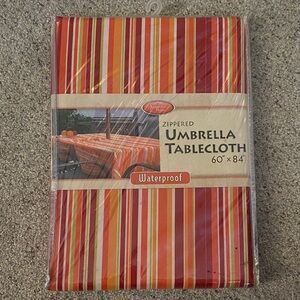 ZIPPERED
UMBRELLA
TABLECLOTH
60" x 84"
Waterproof